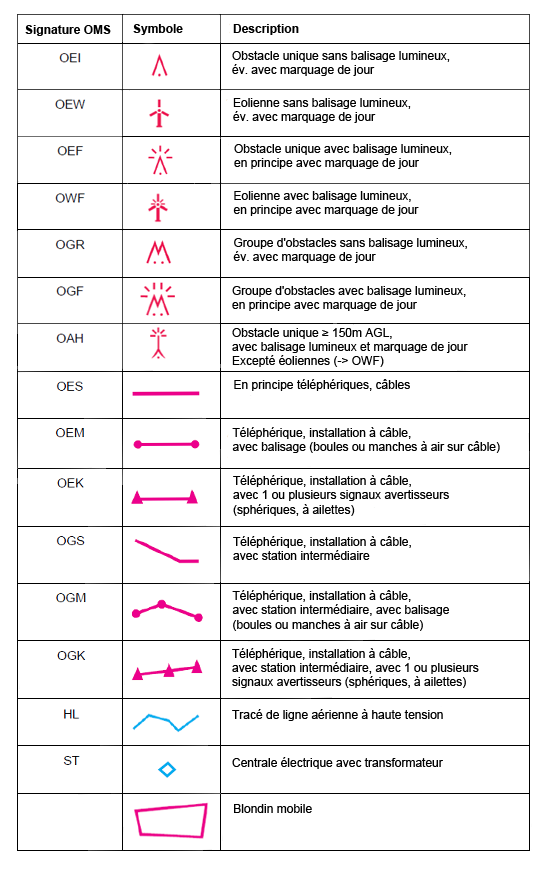 Signature OMS Symbole Description
OEI Obstacle unique sans balisage lumineux,
év. avec marquage de jour
OEW Eolienne sans balisage lumineux,
év. avec marquage de jour
OEF Obstacle unique avec balisage lumineux,
en principe avec marquage de jour
OWF Eolienne avec balisage lumineux,
en principe avec marquage de jour
OGR Groupe d'obstacles sans balisage lumineux,
év. avec marquage de jour
OGF Groupe d'obstacles avec balisage lumineux,
en principe avec marquage de jour
OAH Obstacle unique ≥ 150m AGL,
avec balisage lumineux et marquage de jour
Excepté éoliennes (-> OWF)
OES En principe téléphériques, câbles
OEM Téléphérique, installation à câble,
avec balisage (boules ou manches à air sur câble)
OEK Téléphérique, installation à câble,
avec 1 ou plusieurs signaux avertisseurs
(sphériques, à ailettes)
OGS Téléphérique, installation à câble,
avec station intermédiaire
OGM Téléphérique, installation à câble,
avec station intermédiaire, avec balisage
(boules ou manches à air sur câble)
OGK Téléphérique, installation à câble,
avec station intermédiaire, avec 1 ou plusieurs
signaux avertisseurs (sphériques, à ailettes)
HL Tracé de ligne aérienne à haute tension
ST Centrale électrique avec transformateur
Blondin mobile